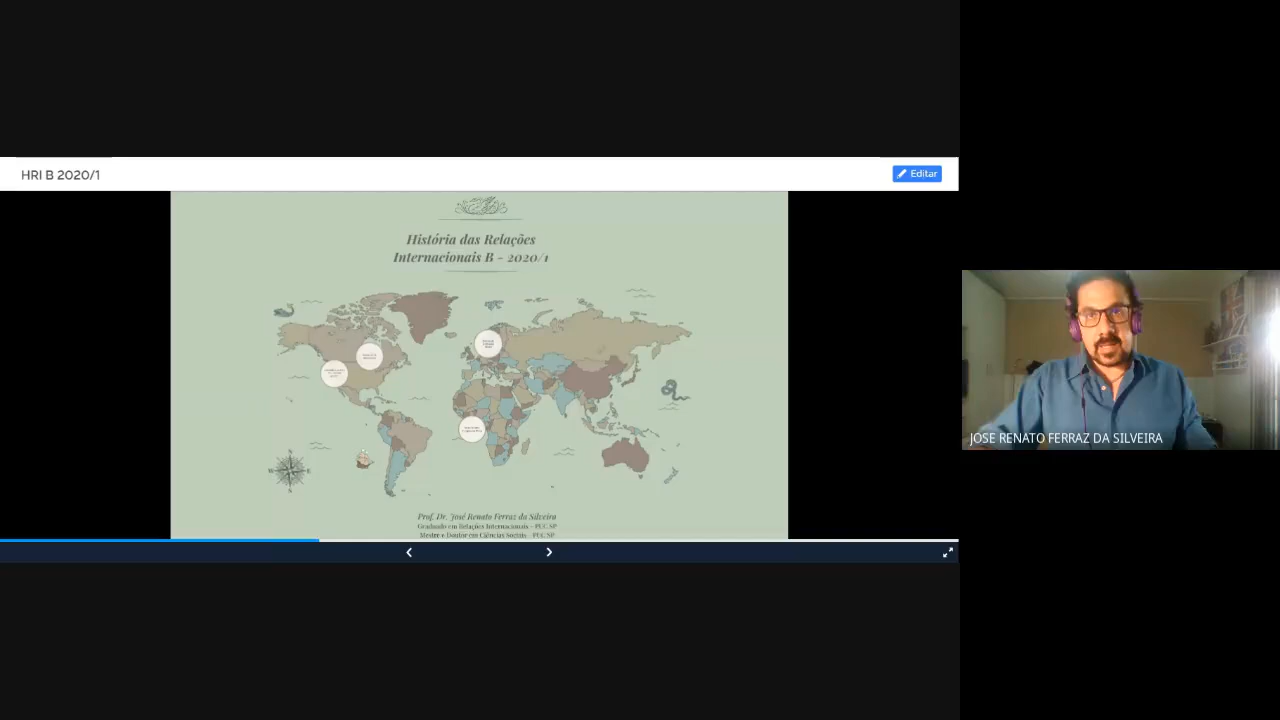 HRI B 2020/1
Editar
História das Relações
Internacionais B - 2020/1
Prof. Dr. José Renato Ferraz da Silveira
Graduado em Relações Internacionais - PUC SP
Mestre e Doutor em Ciências Sociais - PUC SP
JOSE RENATO FERRAZ DA SILVEIRA